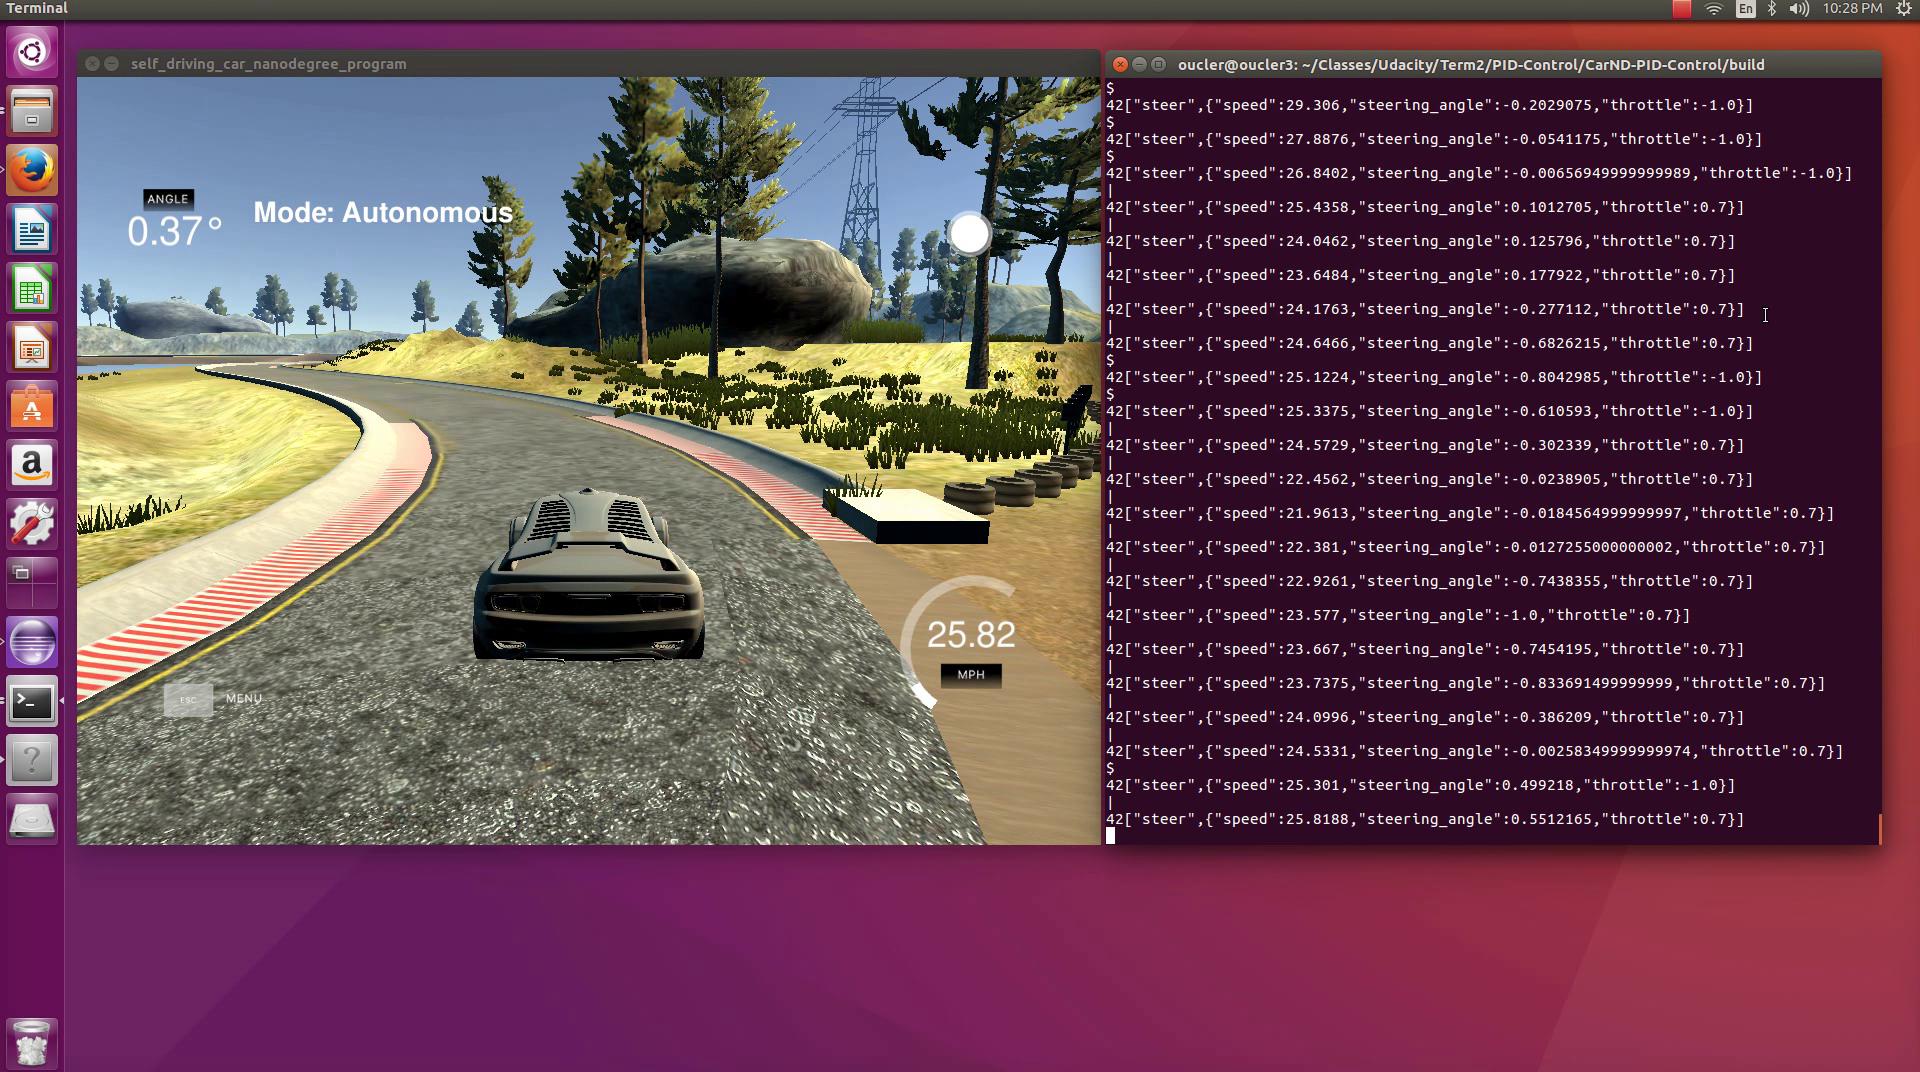 Terminal
En
10:28 PM
self_driving_car_nanodegree_program
ANGLE
0.37°
Mode: Autonomous
25.82
MPH
ESC
MENU
oucler@oucler3: ~/Classes/Udacity/Term2/PID-Control/CarND-PID-Control/build
$
42["steer",{"speed":29.306,"steering_angle":-0.2029075,"throttle":-1.0}]
$
42["steer",{"speed":27.8876,"steering_angle":-0.0541175,"throttle":-1.0}]
$
42["steer",{"speed":26.8402,"steering_angle":-0.00656949999999989,"throttle":-1.0}]
|
42["steer",{"speed":25.4358,"steering_angle":0.1012705,"throttle":0.7}]
|
42["steer",{"speed":24.0462,"steering_angle":0.125796,"throttle":0.7}]
|
42["steer",{"speed":23.6484,"steering_angle":0.177922,"throttle":0.7}]
|
42["steer",{"speed":24.1763,"steering_angle":-0.277112,"throttle":0.7}]
|
42["steer",{"speed":24.6466,"steering_angle":-0.6826215,"throttle":0.7}]
$
42["steer",{"speed":25.1224,"steering_angle":-0.8042985,"throttle":-1.0}]
$
42["steer",{"speed":25.3375,"steering_angle":-0.610593,"throttle":-1.0}]
|
42["steer",{"speed":24.5729,"steering_angle":-0.302339,"throttle":0.7}]
|
42["steer",{"speed":22.4562,"steering_angle":-0.0238905,"throttle":0.7}]
|
42["steer",{"speed":21.9613,"steering_angle":-0.0184564999999997,"throttle":0.7}]
|
42["steer",{"speed":22.381,"steering_angle":-0.0127255000000002,"throttle":0.7}]
|
42["steer",{"speed":22.9261,"steering_angle":-0.7438355,"throttle":0.7}]
|
42["steer",{"speed":23.577,"steering_angle":-1.0,"throttle":0.7}]
|
42["steer",{"speed":23.667,"steering_angle":-0.7454195,"throttle":0.7}]
|
42["steer",{"speed":23.7375,"steering_angle":-0.833691499999999,"throttle":0.7}]
|
42["steer",{"speed":24.0996,"steering_angle":-0.386209,"throttle":0.7}]
|
42["steer",{"speed":24.5331,"steering_angle":-0.00258349999999974,"throttle":0.7}]
$
42["steer",{"speed":25.301,"steering_angle":0.499218,"throttle":-1.0}]
|
42["steer",{"speed":25.8188,"steering_angle":0.5512165,"throttle":0.7}]